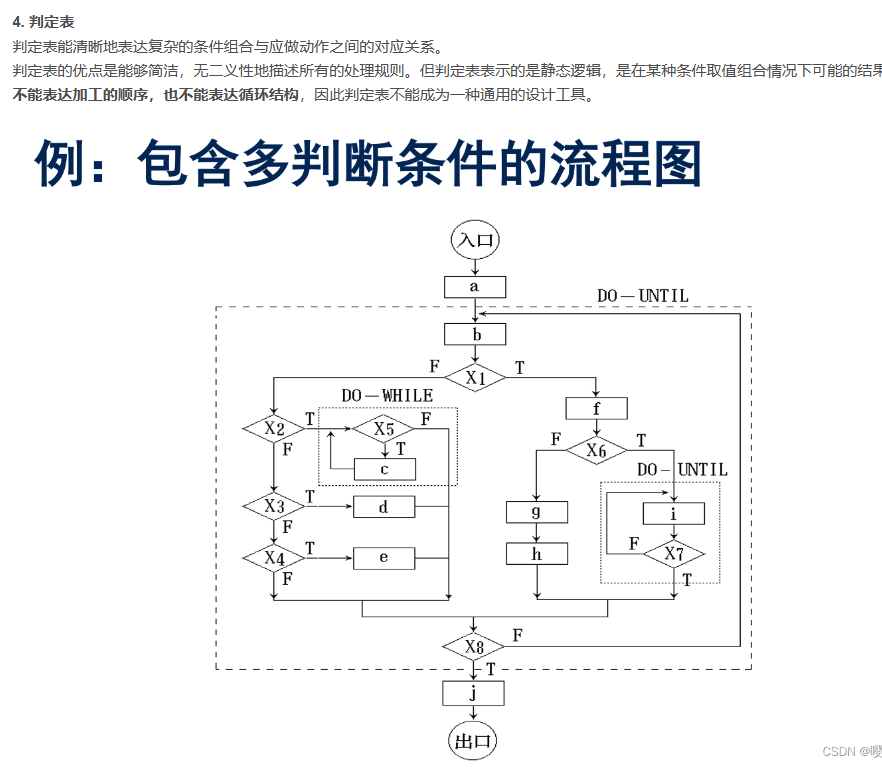 4. 判定表
判定表能清晰地表达复杂的条件组合与应做动作之间的对应关系。
判定表的优点是能够简洁，无二义性地描述所有的处理规则。但判定表表示的是静态逻辑，是在某种条件取值组合情况下可能的结果
不能表达加工的顺序，也不能表达循环结构，因此判定表不能成为一种通用的设计工具。
例：包含多判断条件的流程图
入口
a
DO－UNTIL
b
F X1 T
DO－WHILE
f
X2 T X5 F
F T
c
F X6 T
DO－UNTIL
X3 T d
F
g
i
X4 T e
F
h
F X7
T
X8 F
T
j
出口
CSDN @嘤